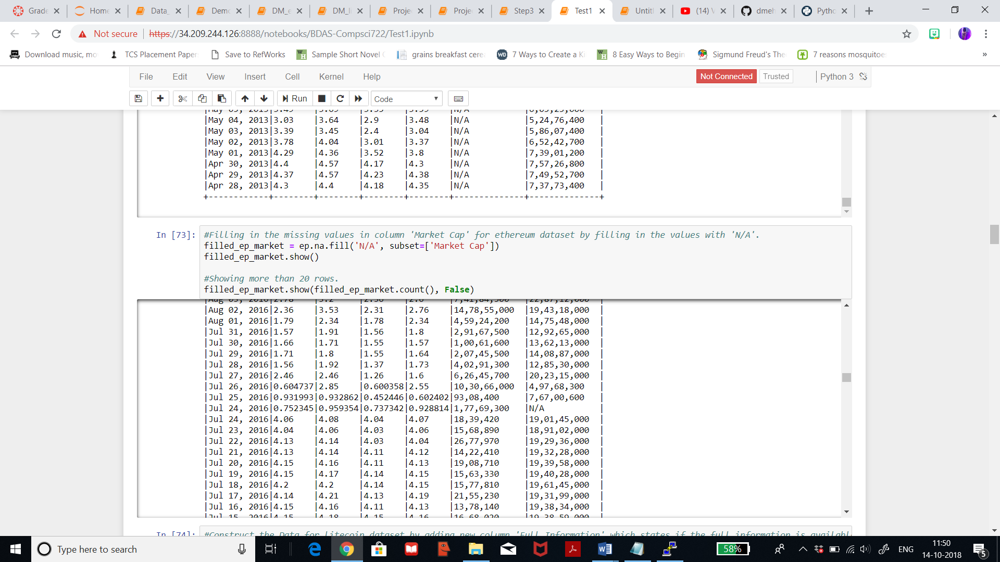 Grade Home Data_ Demo DM_e DM_li Proje Proje Step3 Test1 Untitl (14) V dmeh Pytho
Not secure https://34.209.244.126:8888/notebooks/BDAS-Compsci722/Test1.ipynb
Download music, mo TCS Placement Paper Save to RefWorks Sample Short Novel grains breakfast cere 7 Ways to Create a Ki 8 Easy Ways to Begin Sigmund Freud's The 7 reasons mosquitoe »
File Edit View Insert Cell Kernel Help Not Connected Trusted Python 3
Run Code
|May 04, 2013|3.03 |3.64 |2.9 |3.48 |N/A |5,24,76,400 |
|May 03, 2013|3.39 |3.45 |2.4 |3.04 |N/A |5,86,07,400 |
|May 02, 2013|3.78 |4.04 |3.01 |3.37 |N/A |6,52,42,700 |
|May 01, 2013|4.29 |4.36 |3.52 |3.8 |N/A |7,39,01,200 |
|Apr 30, 2013|4.4 |4.57 |4.17 |4.3 |N/A |7,57,26,800 |
|Apr 29, 2013|4.37 |4.57 |4.23 |4.38 |N/A |7,49,52,700 |
|Apr 28, 2013|4.3 |4.4 |4.18 |4.35 |N/A |7,37,73,400 |
+------------+--------+--------+--------+--------+--------------+--------------+
In [73]: #Filling in the missing values in column 'Market Cap' for ethereum dataset by filling in the values with 'N/A'.
filled_ep_market = ep.na.fill('N/A', subset=['Market Cap'])
filled_ep_market.show()
#Showing more than 20 rows.
filled_ep_market.show(filled_ep_market.count(), False)
|Aug 02, 2016|2.36 |3.53 |2.31 |2.76 |14,78,55,000 |19,43,18,000 |
|Aug 01, 2016|1.79 |2.34 |1.78 |2.34 |4,59,24,200 |14,75,48,000 |
|Jul 31, 2016|1.57 |1.91 |1.56 |1.8 |2,91,67,500 |12,92,65,000 |
|Jul 30, 2016|1.66 |1.71 |1.55 |1.57 |1,00,61,600 |13,62,13,000 |
|Jul 29, 2016|1.71 |1.8 |1.55 |1.64 |2,07,45,500 |14,08,87,000 |
|Jul 28, 2016|1.56 |1.92 |1.37 |1.73 |4,02,91,300 |12,85,30,000 |
|Jul 27, 2016|2.46 |2.46 |1.26 |1.6 |6,26,45,700 |20,23,15,000 |
|Jul 26, 2016|0.604737|2.85 |0.600358|2.55 |10,30,66,000 |4,97,68,300 |
|Jul 25, 2016|0.931993|0.932862|0.452446|0.602402|93,08,400 |7,67,00,600 |
|Jul 24, 2016|0.752345|0.959354|0.737342|0.928814|1,77,69,300 |N/A |
|Jul 24, 2016|4.06 |4.08 |4.04 |4.07 |18,39,420 |19,01,45,000 |
|Jul 23, 2016|4.04 |4.06 |4.03 |4.06 |15,68,890 |18,91,02,000 |
|Jul 22, 2016|4.13 |4.14 |4.03 |4.04 |26,77,970 |19,29,36,000 |
|Jul 21, 2016|4.13 |4.14 |4.11 |4.12 |14,22,410 |19,32,28,000 |
|Jul 20, 2016|4.15 |4.16 |4.11 |4.13 |19,08,710 |19,39,58,000 |
|Jul 19, 2016|4.15 |4.17 |4.14 |4.15 |15,63,330 |19,40,28,000 |
|Jul 18, 2016|4.2 |4.2 |4.14 |4.15 |15,77,810 |19,61,45,000 |
|Jul 17, 2016|4.14 |4.21 |4.13 |4.19 |21,55,230 |19,31,99,000 |
|Jul 16, 2016|4.15 |4.16 |4.11 |4.13 |13,78,140 |19,38,34,000 |
|Jul 15, 2016|4.15 |4.18 |4.15 |4.16 |16,68,020 |19,38,59,000 |
In [74]: #Construct the Data for litecoin dataset by adding new column 'Full Information' which states if the full information is availabl
Type here to search 58% ENG 11:50
14-10-2018 5